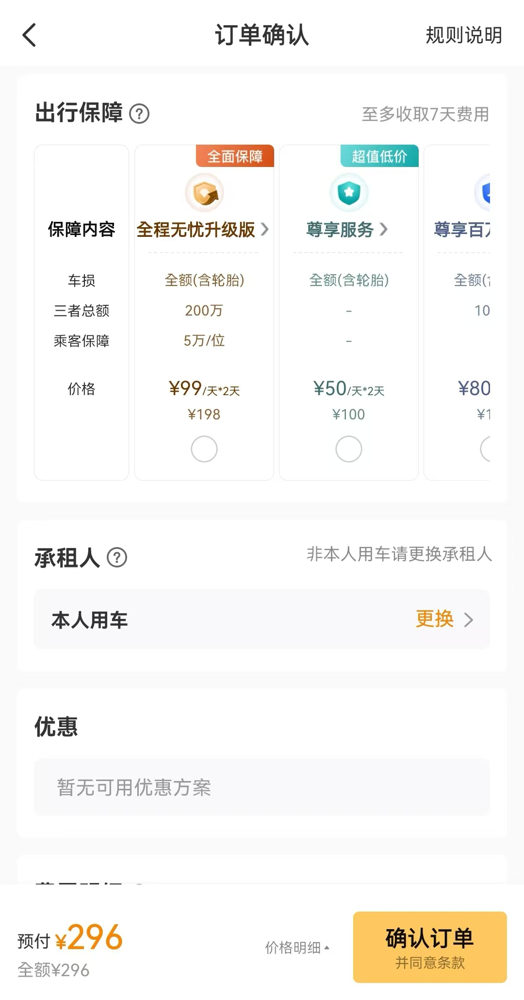 订单确认
规则说明
出行保障
至多收取7天费用
全面保障
超值低价
保障内容
全程无忧升级版
尊享服务
尊享百
车损
全额(含轮胎)
全额(含轮胎)
全额(
三者总额
200万
-
10
乘客保障
5万/位
-
价格
¥99/天*2天
¥50/天*2天
¥80
¥198
¥100
¥1
承租人
非本人用车请更换承租人
本人用车
更换
优惠
暂无可用优惠方案
预付 ¥296
价格明细
确认订单
全额¥296
并同意条款